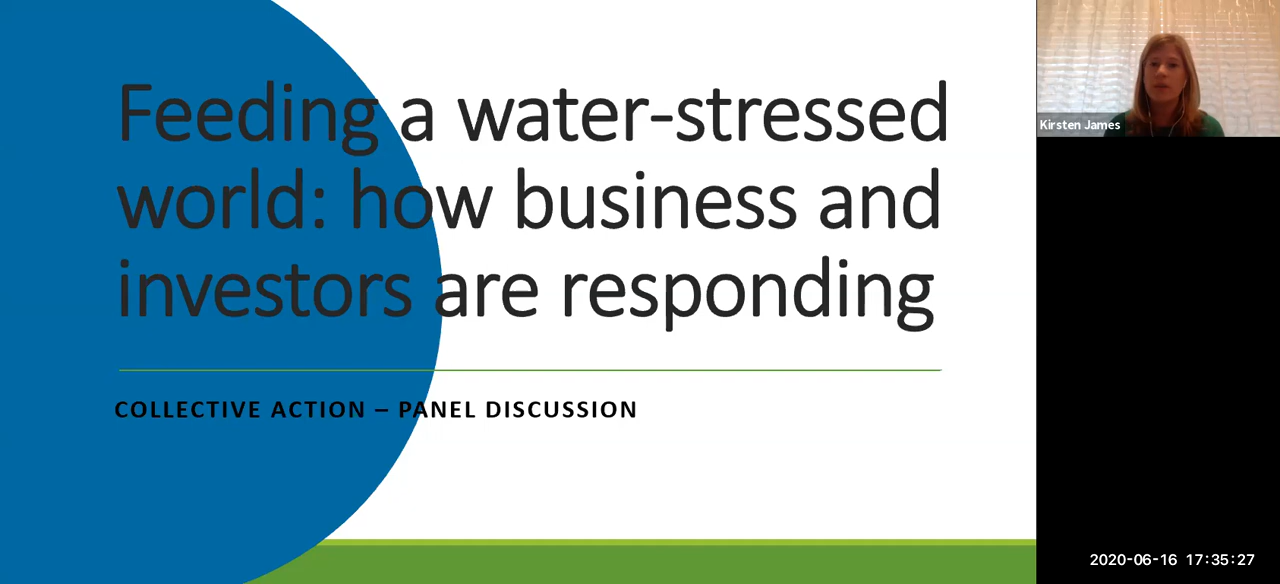 Feeding a water-stressed
world: how business and
investors are responding
COLLECTIVE ACTION – PANEL DISCUSSION
Kirsten James
2020-06-16 17:35:27